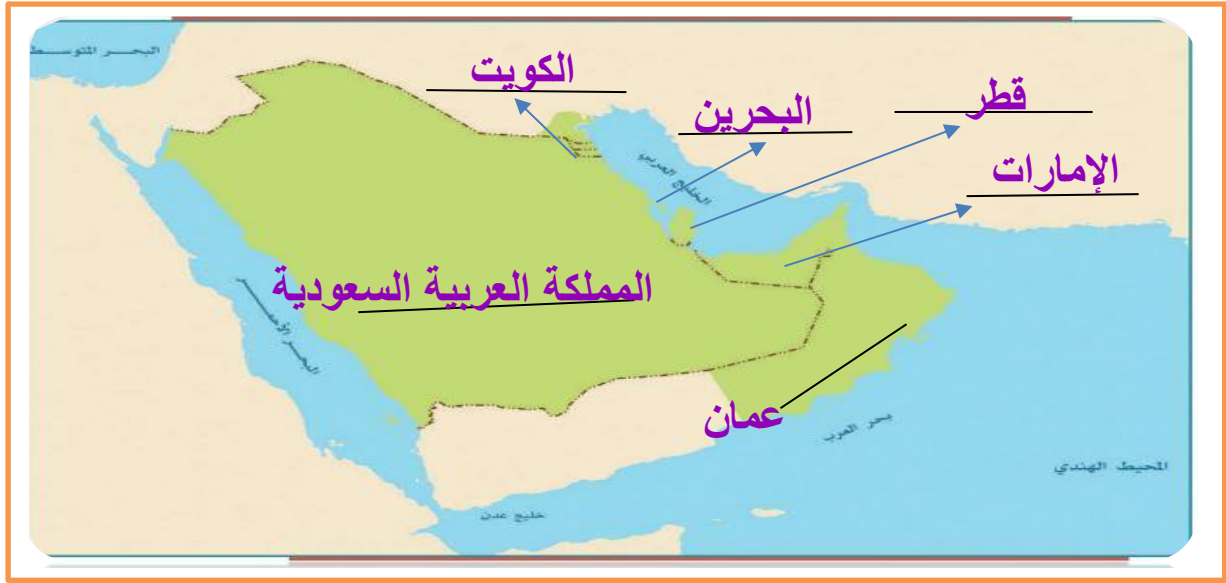 البحر المتوسط
الكويت
قطر
البحرين
الإمارات
الخليج العربي
المملكة العربية السعودية
البحر الأحمر
عمان
بحر العرب
المحيط الهندي
خليج عدن